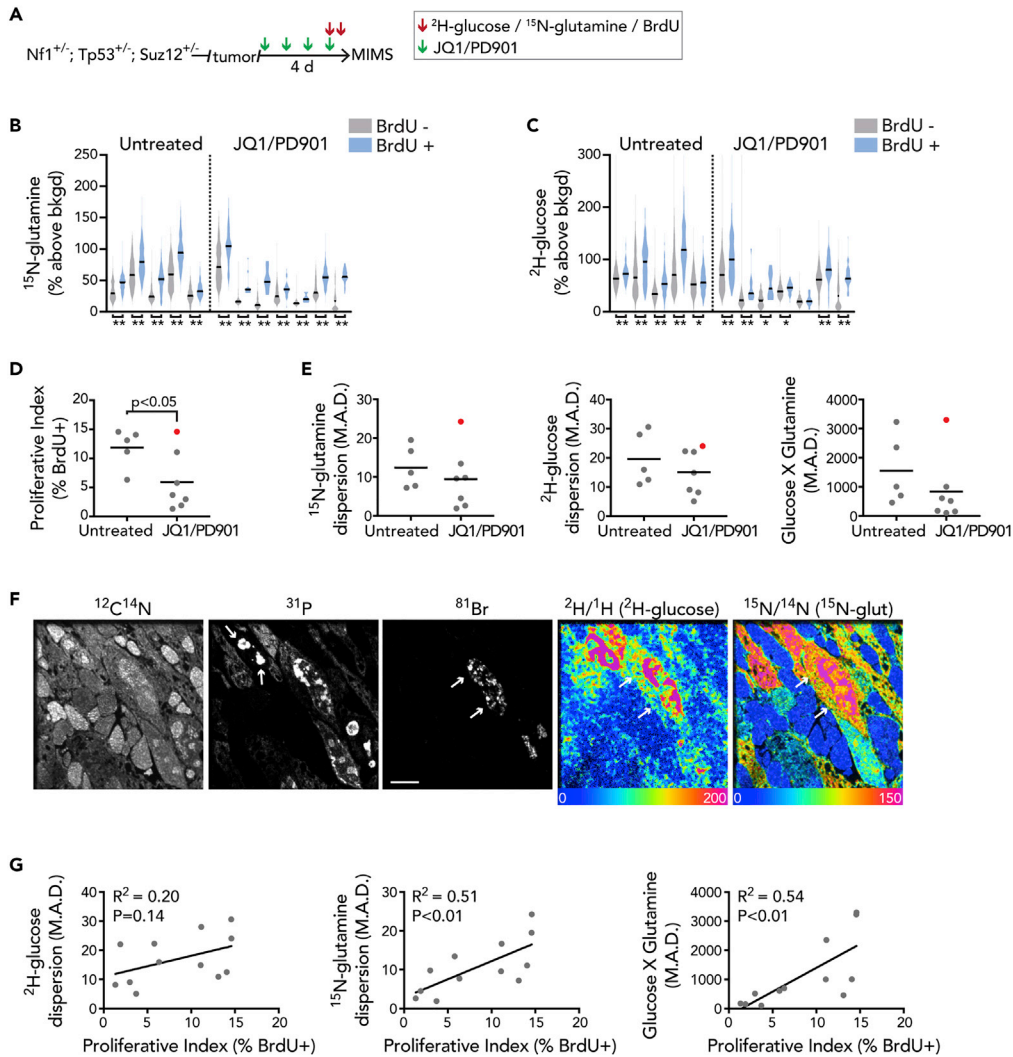 A
Nf1+/-; Tp53+/-; Suz12+/-
tumor
4 d
MIMS
²H-glucose / ¹⁵N-glutamine / BrdU
JQ1/PD901
B
Untreated
JQ1/PD901
BrdU -
BrdU +
¹⁵N-glutamine
(% above bkgd)
250
200
150
100
50
0
** ** ** ** ** ** ** ** ** ** ** **
C
Untreated
JQ1/PD901
BrdU -
BrdU +
²H-glucose
(% above bkgd)
300
200
100
0
** ** ** ** * ** ** * * ** **
D
Proliferative Index
(% BrdU+)
20
15
10
5
0
p<0.05
Untreated JQ1/PD901
E
¹⁵N-glutamine
dispersion (M.A.D.)
30
20
10
0
Untreated JQ1/PD901
²H-glucose
dispersion (M.A.D.)
40
30
20
10
0
Untreated JQ1/PD901
Glucose X Glutamine
(M.A.D.)
4000
3000
2000
1000
0
Untreated JQ1/PD901
F
¹²C¹⁴N
³¹P
⁸¹Br
²H/¹H (²H-glucose)
¹⁵N/¹⁴N (¹⁵N-glut)
0 200
0 150
G
²H-glucose
dispersion (M.A.D.)
40
30
20
10
0
R² = 0.20
P=0.14
0 5 10 15 20
Proliferative Index (% BrdU+)
¹⁵N-glutamine
dispersion (M.A.D.)
30
20
10
0
R² = 0.51
P<0.01
0 5 10 15 20
Proliferative Index (% BrdU+)
Glucose X Glutamine
(M.A.D.)
4000
3000
2000
1000
0
R² = 0.54
P<0.01
0 5 10 15 20
Proliferative Index (% BrdU+)